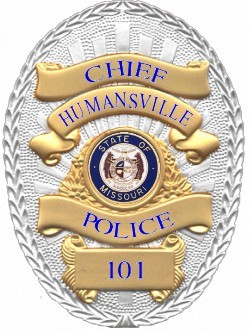 CHIEF
HUMANSVILLE
STATE OF
MISSOURI
POLICE
101